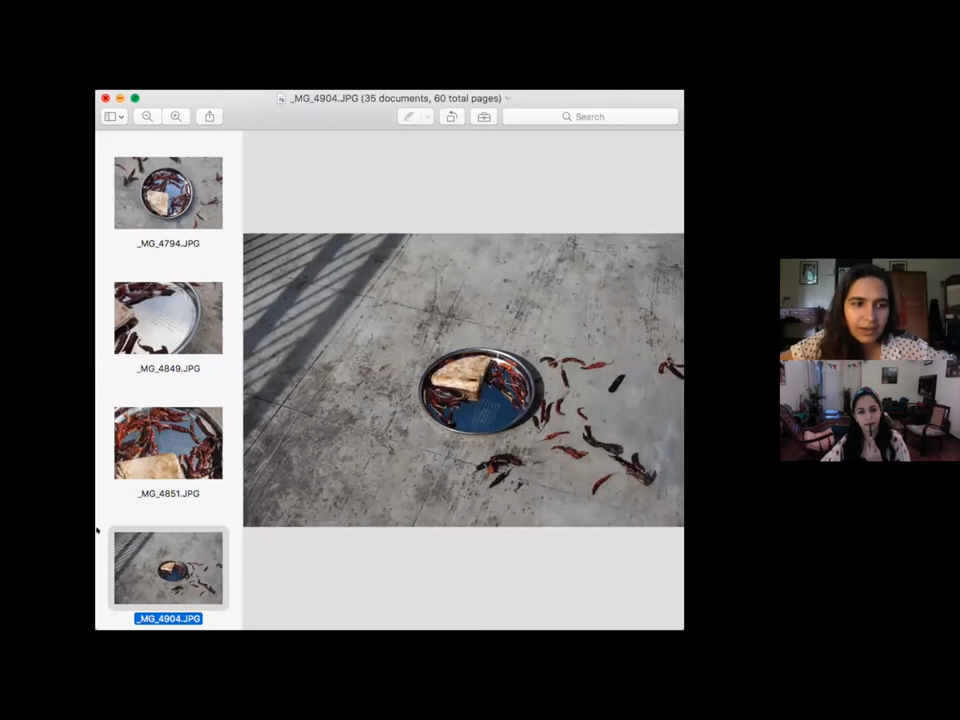 _MG_4904.JPG (35 documents, 60 total pages)
Search
_MG_4794.JPG
_MG_4849.JPG
_MG_4851.JPG
_MG_4904.JPG